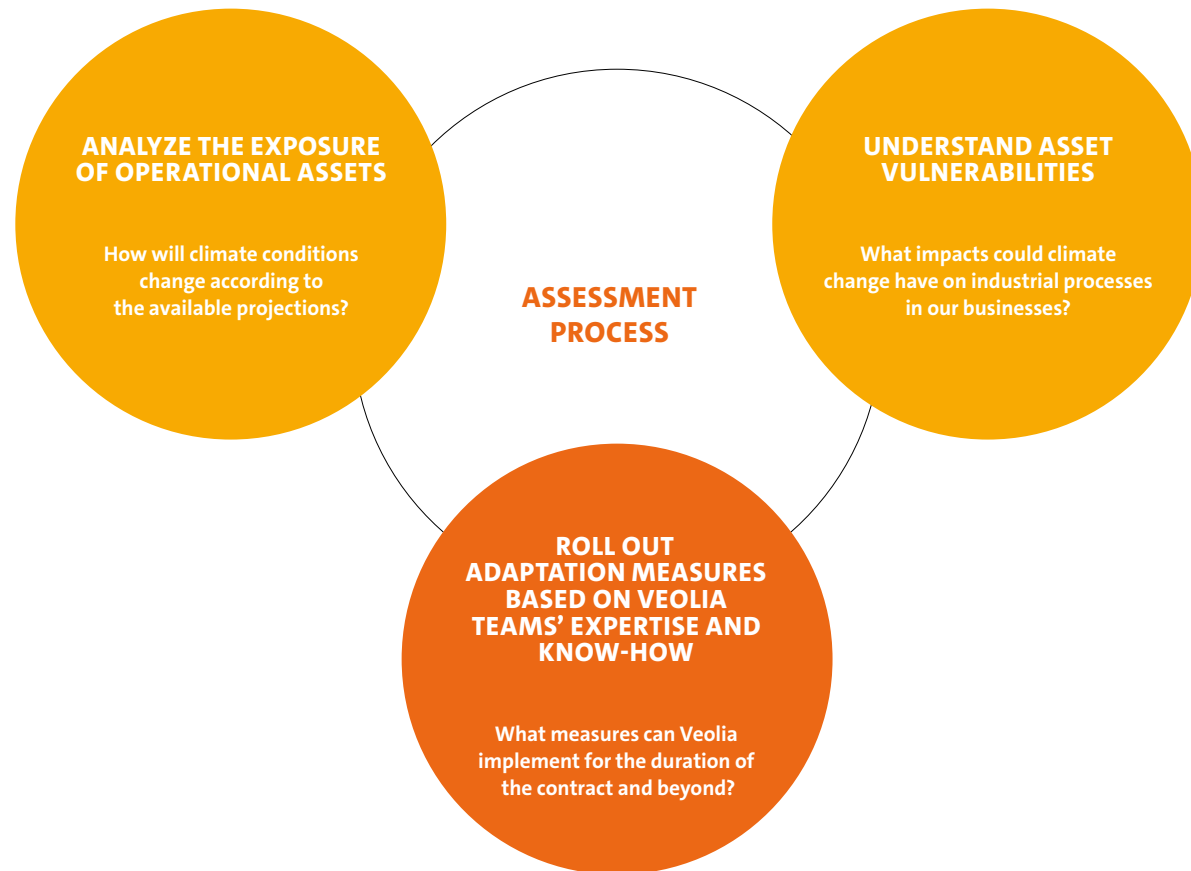 ANALYZE THE EXPOSURE
OF OPERATIONAL ASSETS
How will climate conditions
change according to
the available projections?
UNDERSTAND ASSET
VULNERABILITIES
What impacts could climate
change have on industrial processes
in our businesses?
ASSESSMENT
PROCESS
ROLL OUT
ADAPTATION MEASURES
BASED ON VEOLIA
TEAMS’ EXPERTISE AND
KNOW-HOW
What measures can Veolia
implement for the duration of
the contract and beyond?